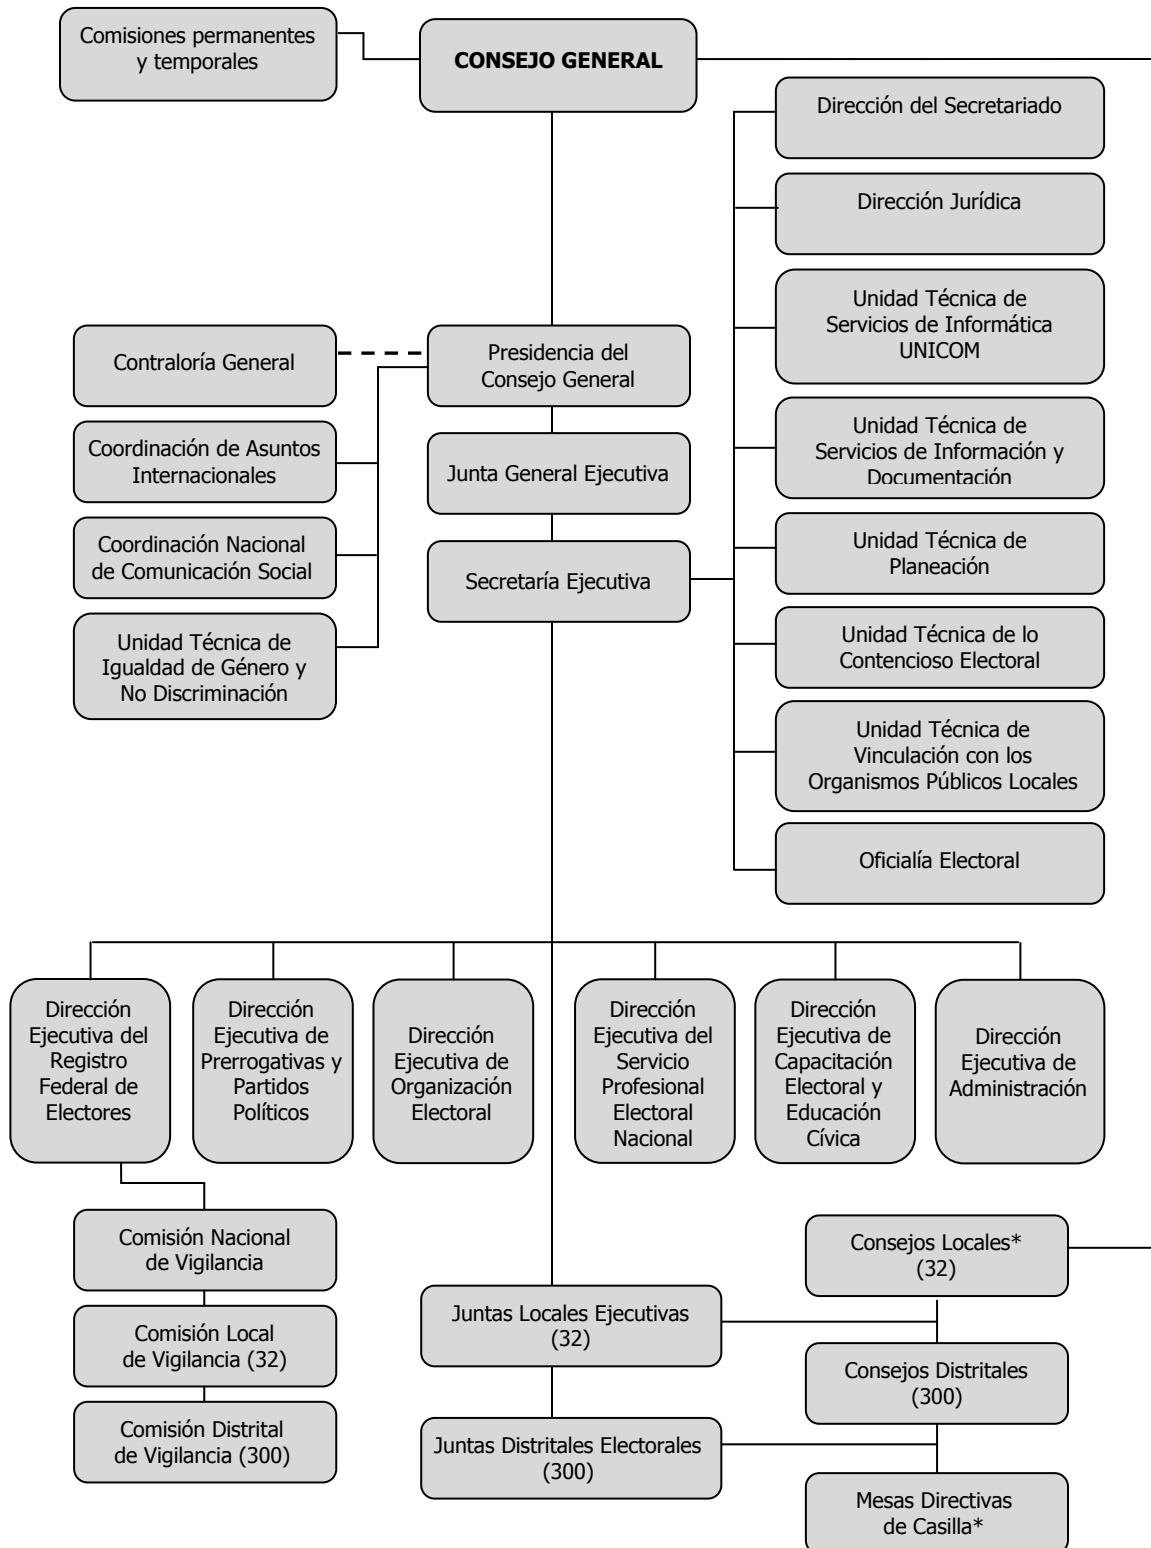 Comisiones permanentes
y temporales
CONSEJO GENERAL
Dirección del Secretariado
Dirección Jurídica
Unidad Técnica de
Servicios de Informática
UNICOM
Contraloría General
Presidencia del
Consejo General
Coordinación de Asuntos
Internacionales
Junta General Ejecutiva
Unidad Técnica de
Servicios de Información y
Documentación
Coordinación Nacional
de Comunicación Social
Secretaría Ejecutiva
Unidad Técnica de
Planeación
Unidad Técnica de
Igualdad de Género y
No Discriminación
Unidad Técnica de lo
Contencioso Electoral
Unidad Técnica de
Vinculación con los
Organismos Públicos Locales
Oficialía Electoral
Dirección
Ejecutiva del
Registro
Federal de
Electores
Dirección
Ejecutiva de
Prerrogativas y
Partidos
Políticos
Dirección
Ejecutiva de
Organización
Electoral
Dirección
Ejecutiva del
Servicio
Profesional
Electoral
Nacional
Dirección
Ejecutiva de
Capacitación
Electoral y
Educación
Cívica
Dirección
Ejecutiva de
Administración
Comisión Nacional
de Vigilancia
Comisión Local
de Vigilancia (32)
Comisión Distrital
de Vigilancia (300)
Juntas Locales Ejecutivas
(32)
Juntas Distritales Electorales
(300)
Consejos Locales*
(32)
Consejos Distritales
(300)
Mesas Directivas
de Casilla*